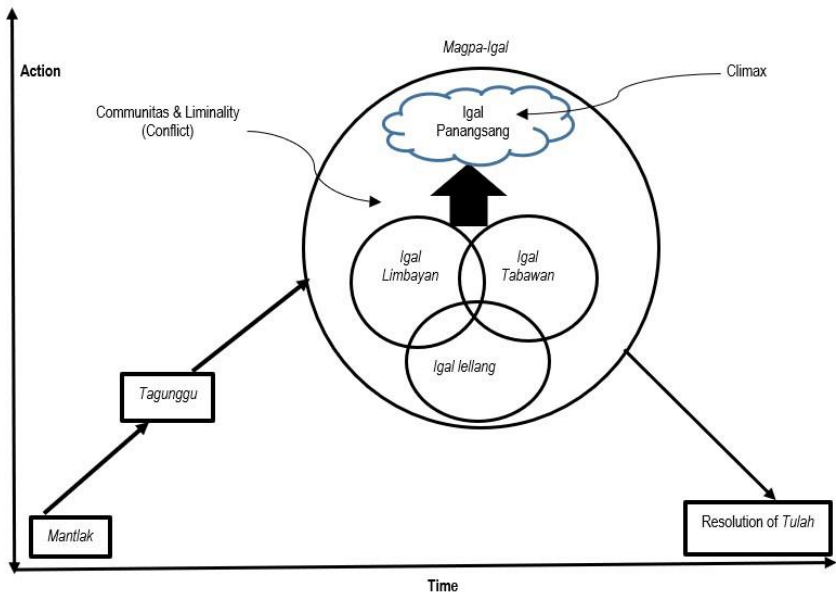 Magpa-Igal
Action
Climax
Communitas & Liminality
(Conflict)
Igal
Panangsang
Igal
Limbayan
Igal
Tabawan
Igal lellang
Tagunggu
Mantlak
Resolution of Tulah
Time